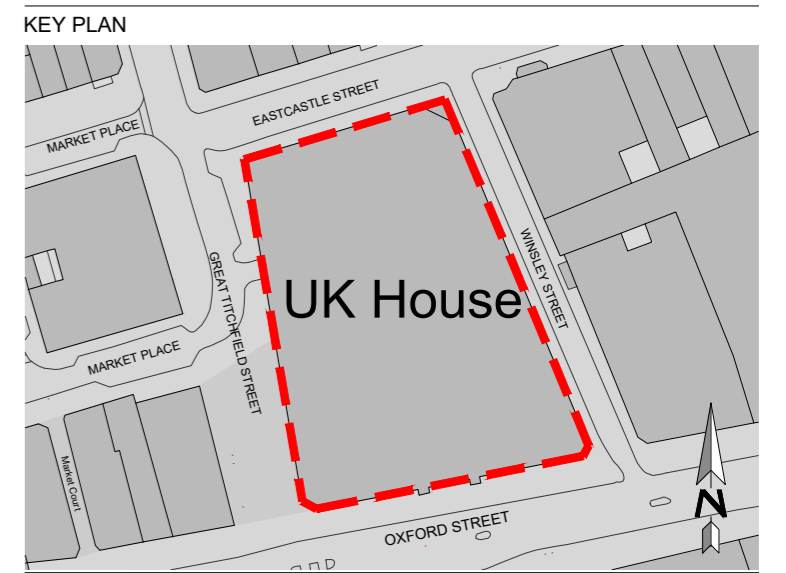 KEY PLAN
EASTCASTLE STREET
MARKET PLACE
WINSLEY STREET
GREAT TITCHFIELD STREET
UK House
MARKET PLACE
Market Court
N
OXFORD STREET